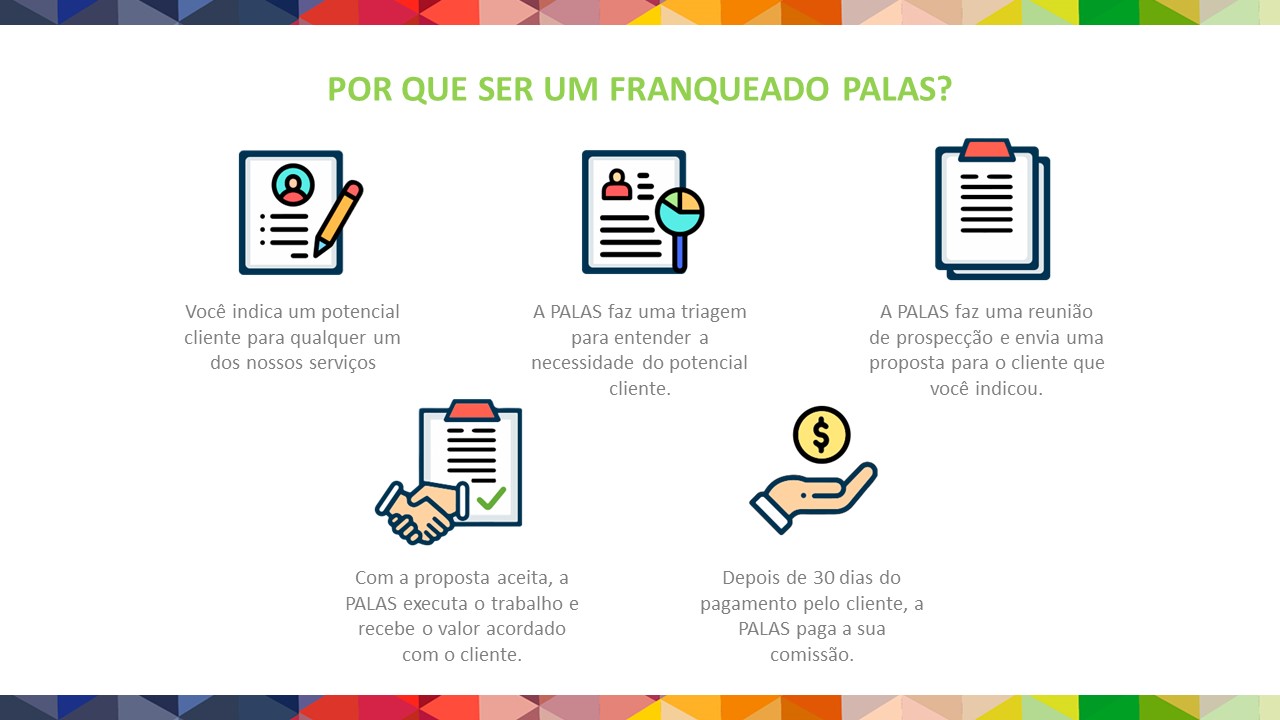 POR QUE SER UM FRANQUEADO PALAS?
Você indica um potencial
cliente para qualquer um
dos nossos serviços
A PALAS faz uma triagem
para entender a
necessidade do potencial
cliente.
A PALAS faz uma reunião
de prospecção e envia uma
proposta para o cliente que
você indicou.
Com a proposta aceita, a
PALAS executa o trabalho e
recebe o valor acordado
com o cliente.
$
Depois de 30 dias do
pagamento pelo cliente, a
PALAS paga a sua
comissão.